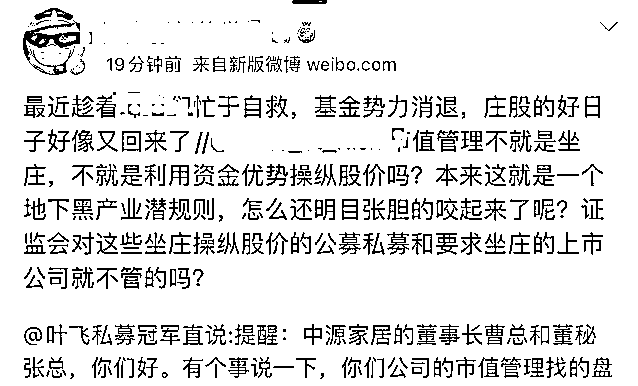 19分钟前 来自新版微博 weibo.com
最近趁着 们忙于自救，基金势力消退，庄股的好日
子好像又回来了// 市值管理不就是坐
庄，不就是利用资金优势操纵股价吗？本来这就是一个
地下黑产业潜规则，怎么还明目张胆的咬起来了呢？证
监会对这些坐庄操纵股价的公募私募和要求坐庄的上市
公司就不管的吗？
@叶飞私募冠军直说:提醒：中源家居的董事长曹总和董秘
张总，你们好。有个事说一下，你们公司的市值管理找的盘